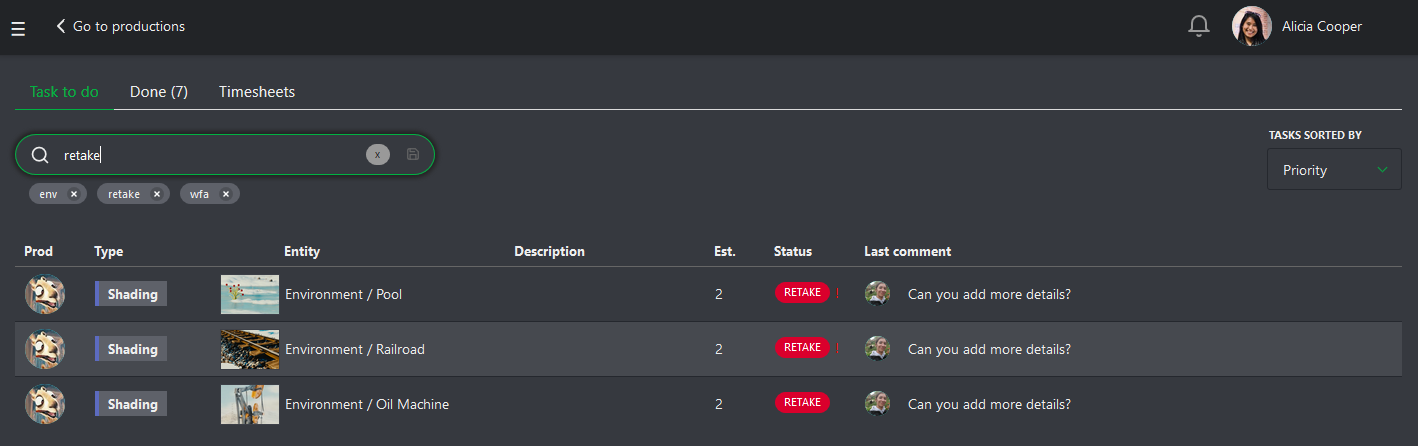 Go to productions
Alicia Cooper
Task to do Done (7) Timesheets
TASKS SORTED BY
retake x
Priority
env × retake × wfa ×
Prod Type Entity Description Est. Status Last comment
Shading Environment / Pool 2 RETAKE ! Can you add more details?
Shading Environment / Railroad 2 RETAKE ! Can you add more details?
Shading Environment / Oil Machine 2 RETAKE Can you add more details?